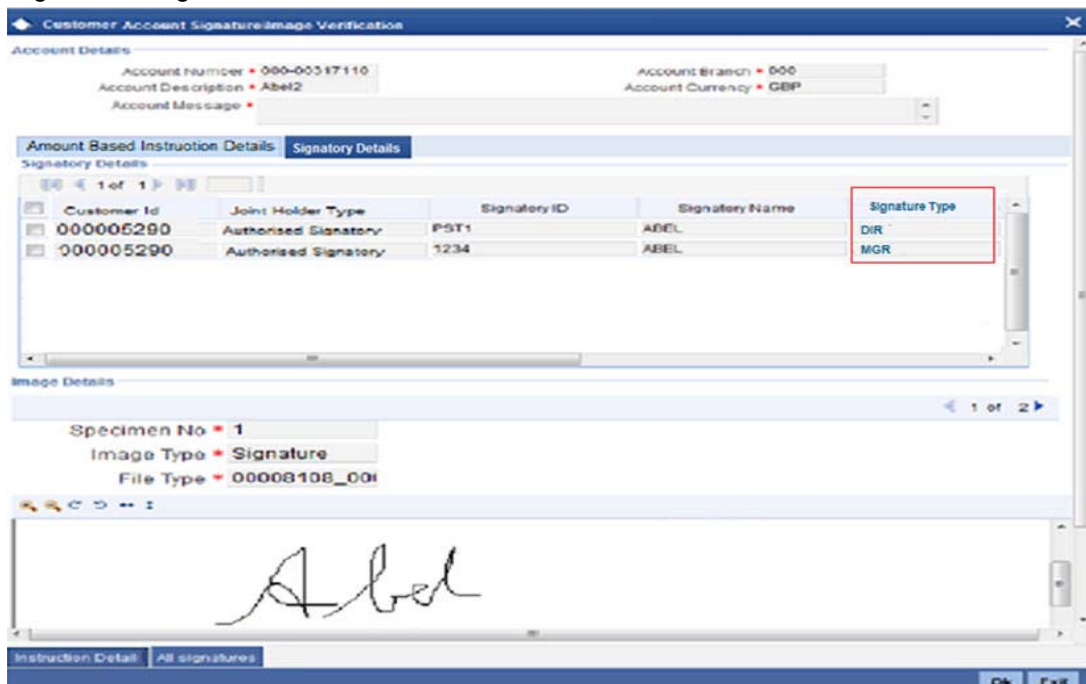 Customer Account Signature/Image Verification
Account Details
Account Number * 000-00317110 Account Branch * 000
Account Description * Abel2 Account Currency * GBP
Account Message *
Amount Based Instruction Details Signatory Details
Signatory Details
1 of 1
Customer Id Joint Holder Type Signatory ID Signatory Name Signature Type
000005290 Authorised Signatory PST1 ABEL DIR
000005290 Authorised Signatory 1234 ABEL MGR
Image Details
1 of 2
Specimen No * 1
Image Type * Signature
File Type * 00008108_00
Abel
Instruction Detail All signatures
Ok Exit